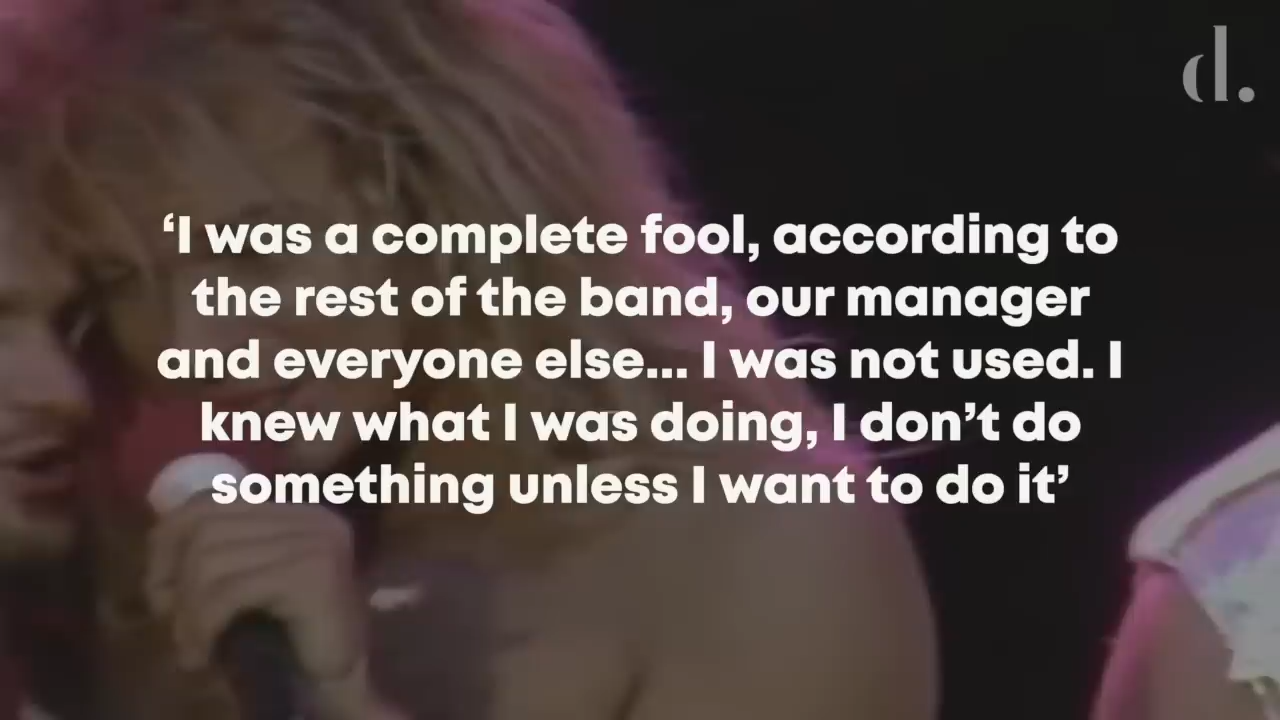 d.
‘I was a complete fool, according to
the rest of the band, our manager
and everyone else... I was not used. I
knew what I was doing, I don’t do
something unless I want to do it’